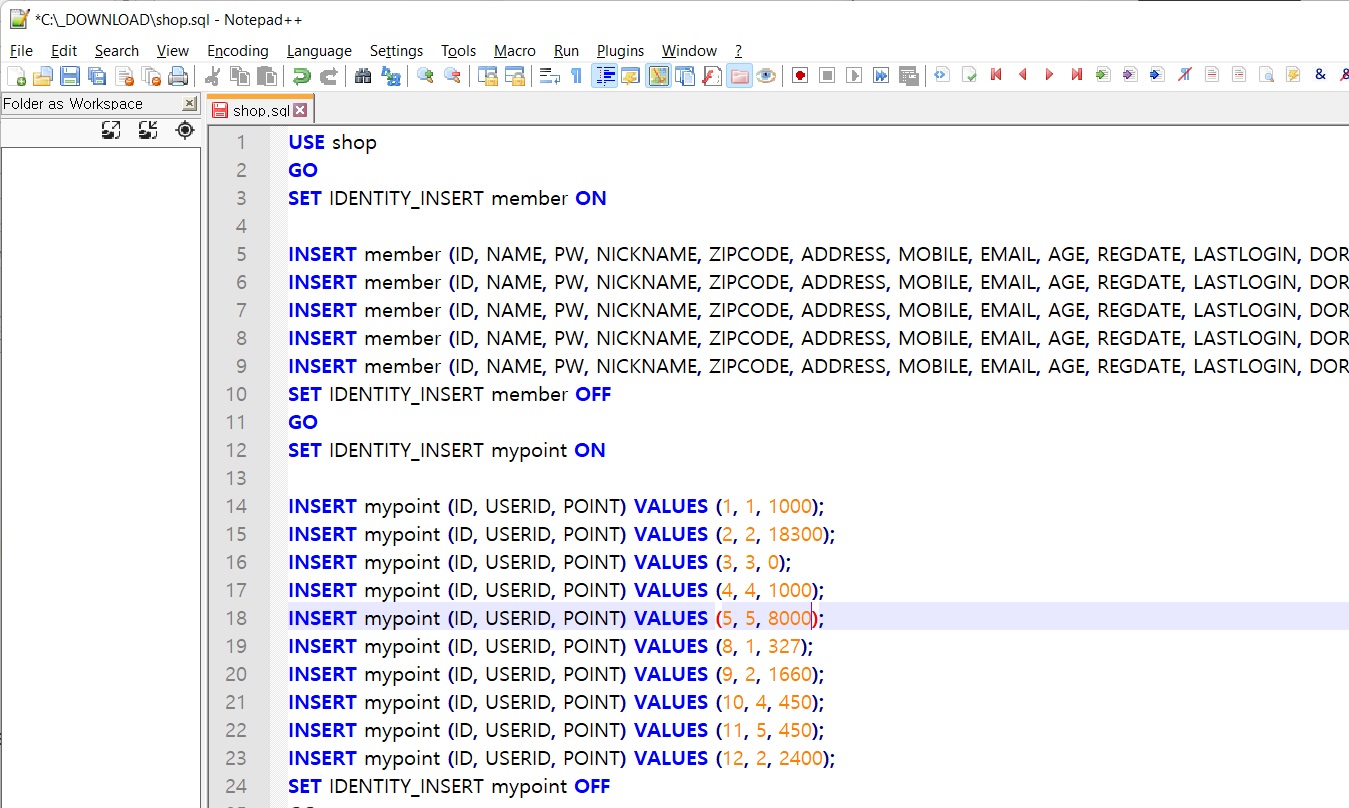 *C:\_DOWNLOAD\shop.sql - Notepad++
File Edit Search View Encoding Language Settings Tools Macro Run Plugins Window ?
Folder as Workspace
shop.sql
1 USE shop
2 GO
3 SET IDENTITY_INSERT member ON
4
5 INSERT member (ID, NAME, PW, NICKNAME, ZIPCODE, ADDRESS, MOBILE, EMAIL, AGE, REGDATE, LASTLOGIN, DOR
6 INSERT member (ID, NAME, PW, NICKNAME, ZIPCODE, ADDRESS, MOBILE, EMAIL, AGE, REGDATE, LASTLOGIN, DOR
7 INSERT member (ID, NAME, PW, NICKNAME, ZIPCODE, ADDRESS, MOBILE, EMAIL, AGE, REGDATE, LASTLOGIN, DOR
8 INSERT member (ID, NAME, PW, NICKNAME, ZIPCODE, ADDRESS, MOBILE, EMAIL, AGE, REGDATE, LASTLOGIN, DOR
9 INSERT member (ID, NAME, PW, NICKNAME, ZIPCODE, ADDRESS, MOBILE, EMAIL, AGE, REGDATE, LASTLOGIN, DOR
10 SET IDENTITY_INSERT member OFF
11 GO
12 SET IDENTITY_INSERT mypoint ON
13
14 INSERT mypoint (ID, USERID, POINT) VALUES (1, 1, 1000);
15 INSERT mypoint (ID, USERID, POINT) VALUES (2, 2, 18300);
16 INSERT mypoint (ID, USERID, POINT) VALUES (3, 3, 0);
17 INSERT mypoint (ID, USERID, POINT) VALUES (4, 4, 1000);
18 INSERT mypoint (ID, USERID, POINT) VALUES (5, 5, 8000);
19 INSERT mypoint (ID, USERID, POINT) VALUES (8, 1, 327);
20 INSERT mypoint (ID, USERID, POINT) VALUES (9, 2, 1660);
21 INSERT mypoint (ID, USERID, POINT) VALUES (10, 4, 450);
22 INSERT mypoint (ID, USERID, POINT) VALUES (11, 5, 450);
23 INSERT mypoint (ID, USERID, POINT) VALUES (12, 2, 2400);
24 SET IDENTITY_INSERT mypoint OFF